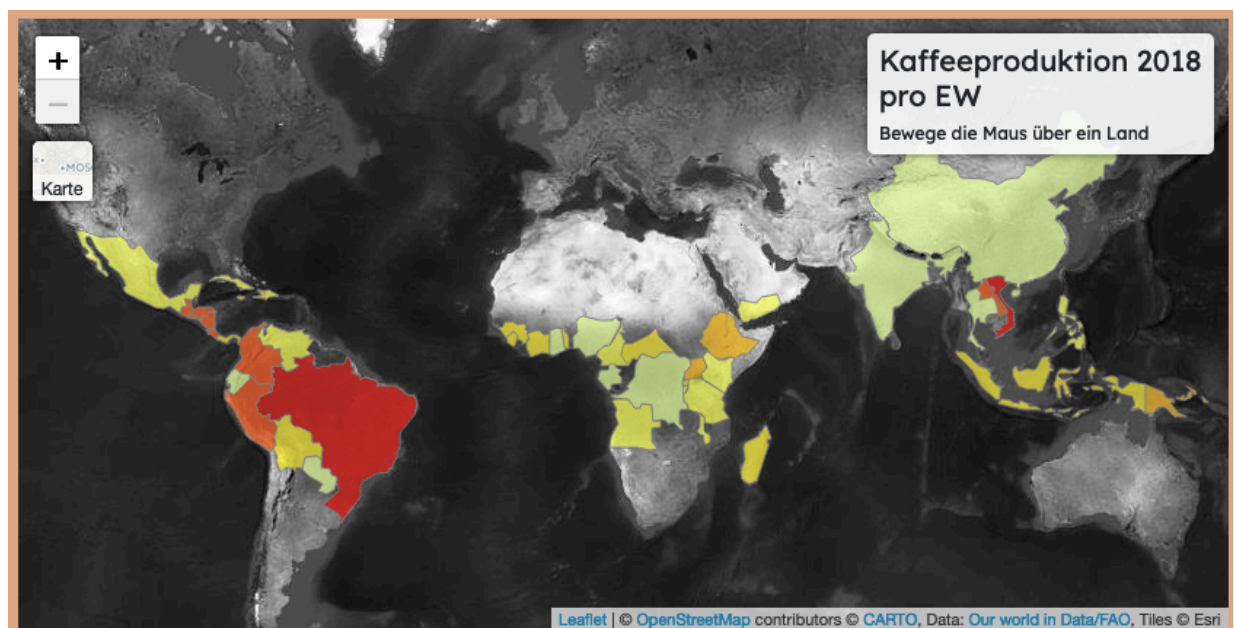 +
−
•MOS
Karte
Kaffeeproduktion 2018
pro EW
Bewege die Maus über ein Land
Leaflet | © OpenStreetMap contributors © CARTO, Data: Our world in Data/FAO, Tiles © Esri